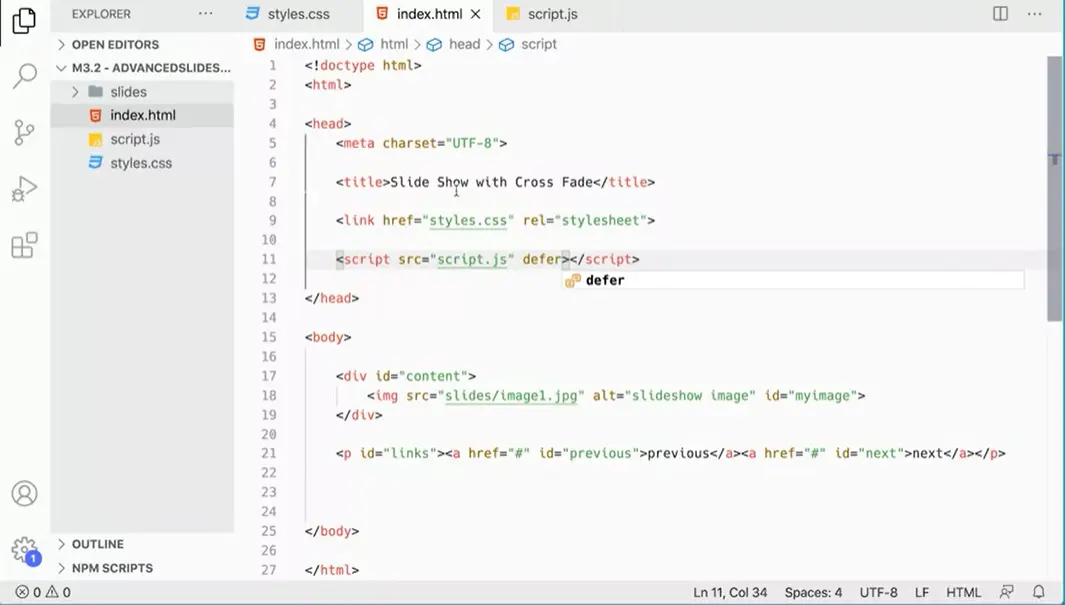 EXPLORER ···
styles.css
index.html
script.js
···
OPEN EDITORS
M3.2 - ADVANCEDSLIDES...
slides
index.html
script.js
styles.css
OUTLINE
NPM SCRIPTS
index.html > html > head > script
1 <!doctype html>
2 <html>
3
4 <head>
5 <meta charset="UTF-8">
6
7 <title>Slide Show with Cross Fade</title>
8
9 <link href="styles.css" rel="stylesheet">
10
11 <script src="script.js" defer></script>
defer
12
13 </head>
14
15 <body>
16
17 <div id="content">
18 <img src="slides/image1.jpg" alt="slideshow image" id="myimage">
19 </div>
20
21 <p id="links"><a href="#" id="previous">previous</a><a href="#" id="next">next</a></p>
22
23
24
25 </body>
26
27 </html>
1
0 0
Ln 11, Col 34 Spaces: 4 UTF-8 LF HTML